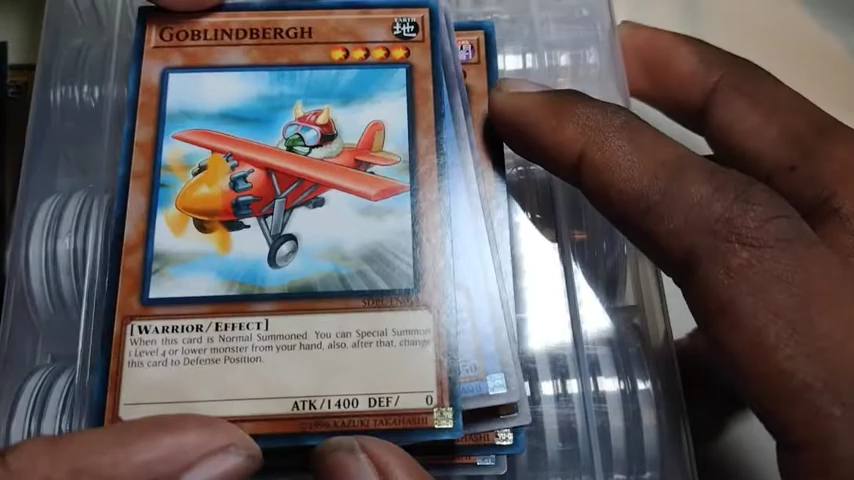 GOBLINDBERGH
EARTH
地
[WARRIOR/EFFECT]
When this card is Normal Summoned: You can Special Summon
1 Level 4 or lower monster from your hand, also, after that, change
this card to Defense Position.
ATK/1400 DEF/ 0
©1996 KAZUKI TAKAHASHI